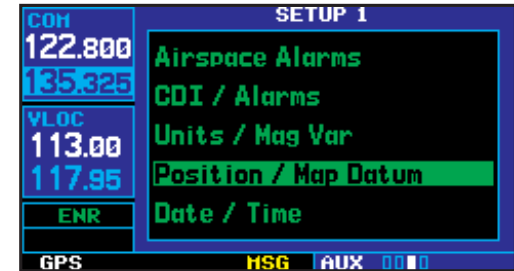 COM
122.800
135.325
VLOC
113.00
117.95
ENR
GPS
SETUP 1
Airspace Alarms
CDI / Alarms
Units / Mag Var
Position / Map Datum
Date / Time
MSG
AUX